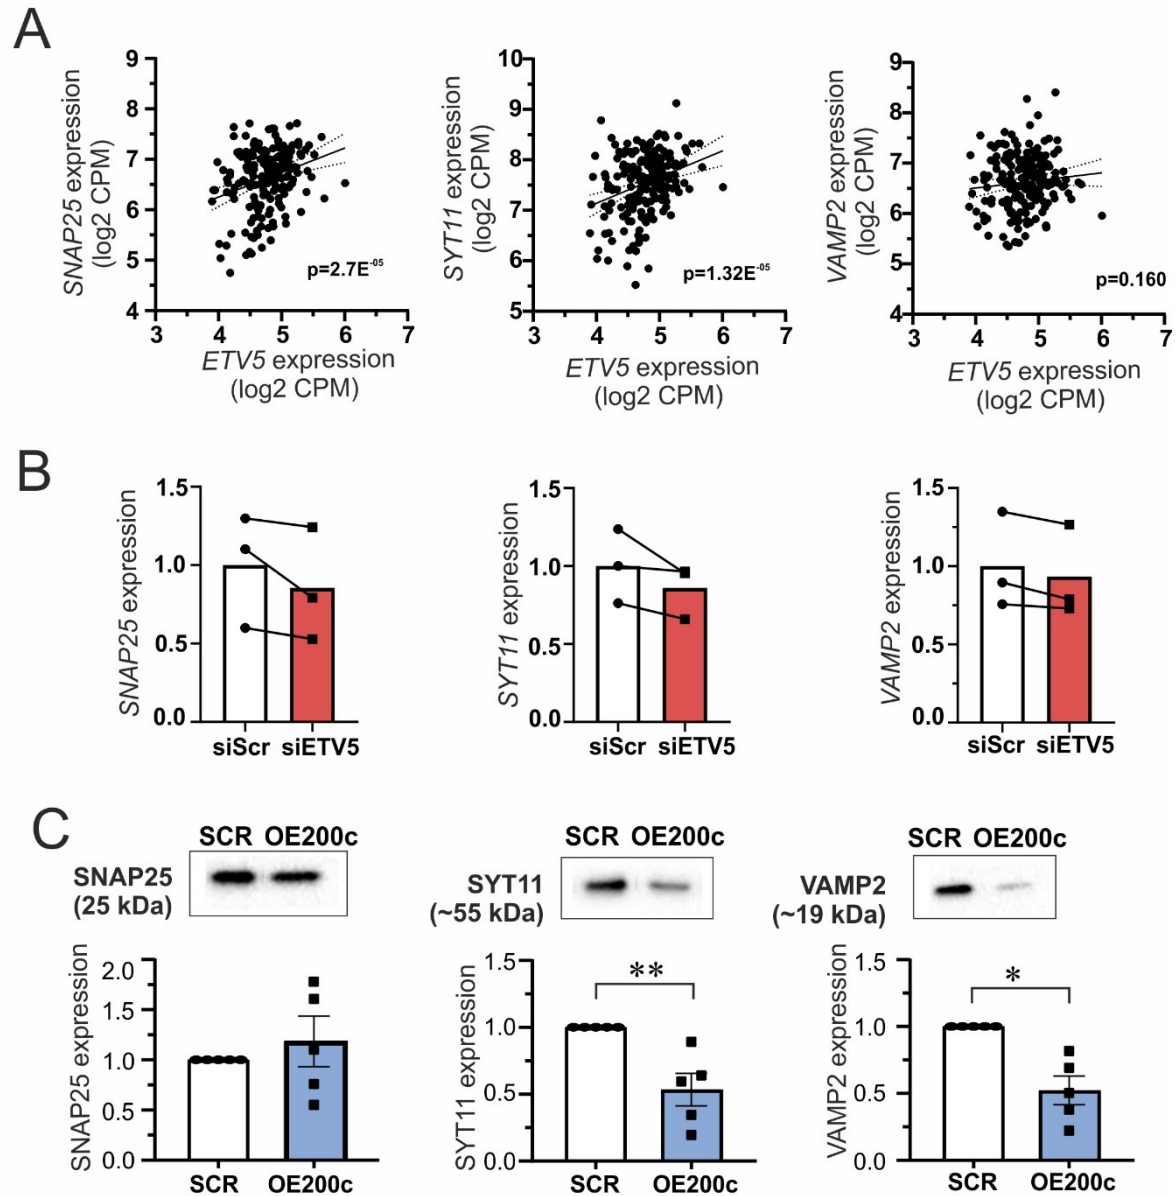 A
SNAP25 expression
(log2 CPM)
9
8
7
6
5
4
3 4 5 6 7
p=2.7E-05
ETV5 expression
(log2 CPM)
SYT11 expression
(log2 CPM)
10
9
8
7
6
5
3 4 5 6 7
p=1.32E-05
ETV5 expression
(log2 CPM)
VAMP2 expression
(log2 CPM)
9
8
7
6
5
4
3 4 5 6 7
p=0.160
ETV5 expression
(log2 CPM)
B
SNAP25 expression
1.5
1.0
0.5
0.0
siScr siETV5
SYT11 expression
1.5
1.0
0.5
0.0
siScr siETV5
VAMP2 expression
1.5
1.0
0.5
0.0
siScr siETV5
C
SCR OE200c
SNAP25
(25 kDa)
SCR OE200c
SYT11
(~55 kDa)
SCR OE200c
VAMP2
(~19 kDa)
SNAP25 expression
2.0
1.5
1.0
0.5
0.0
SCR OE200c
SYT11 expression
1.5
1.0
0.5
0.0
**
SCR OE200c
VAMP2 expression
1.5
1.0
0.5
0.0
*
SCR OE200c